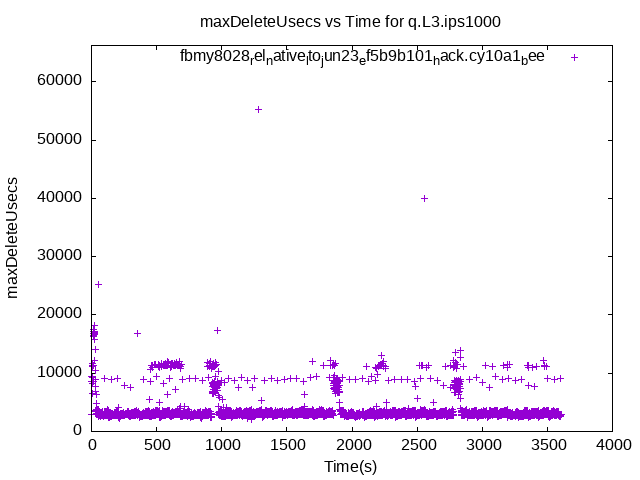 maxDeleteUsecs vs Time for q.L3.ips1000
fbmy8028relnativeltojun23ef5b9b101hack.cy10a1bee
60000
50000
40000
30000
20000
10000
0
maxDeleteUsecs
0 500 1000 1500 2000 2500 3000 3500 4000
Time(s)